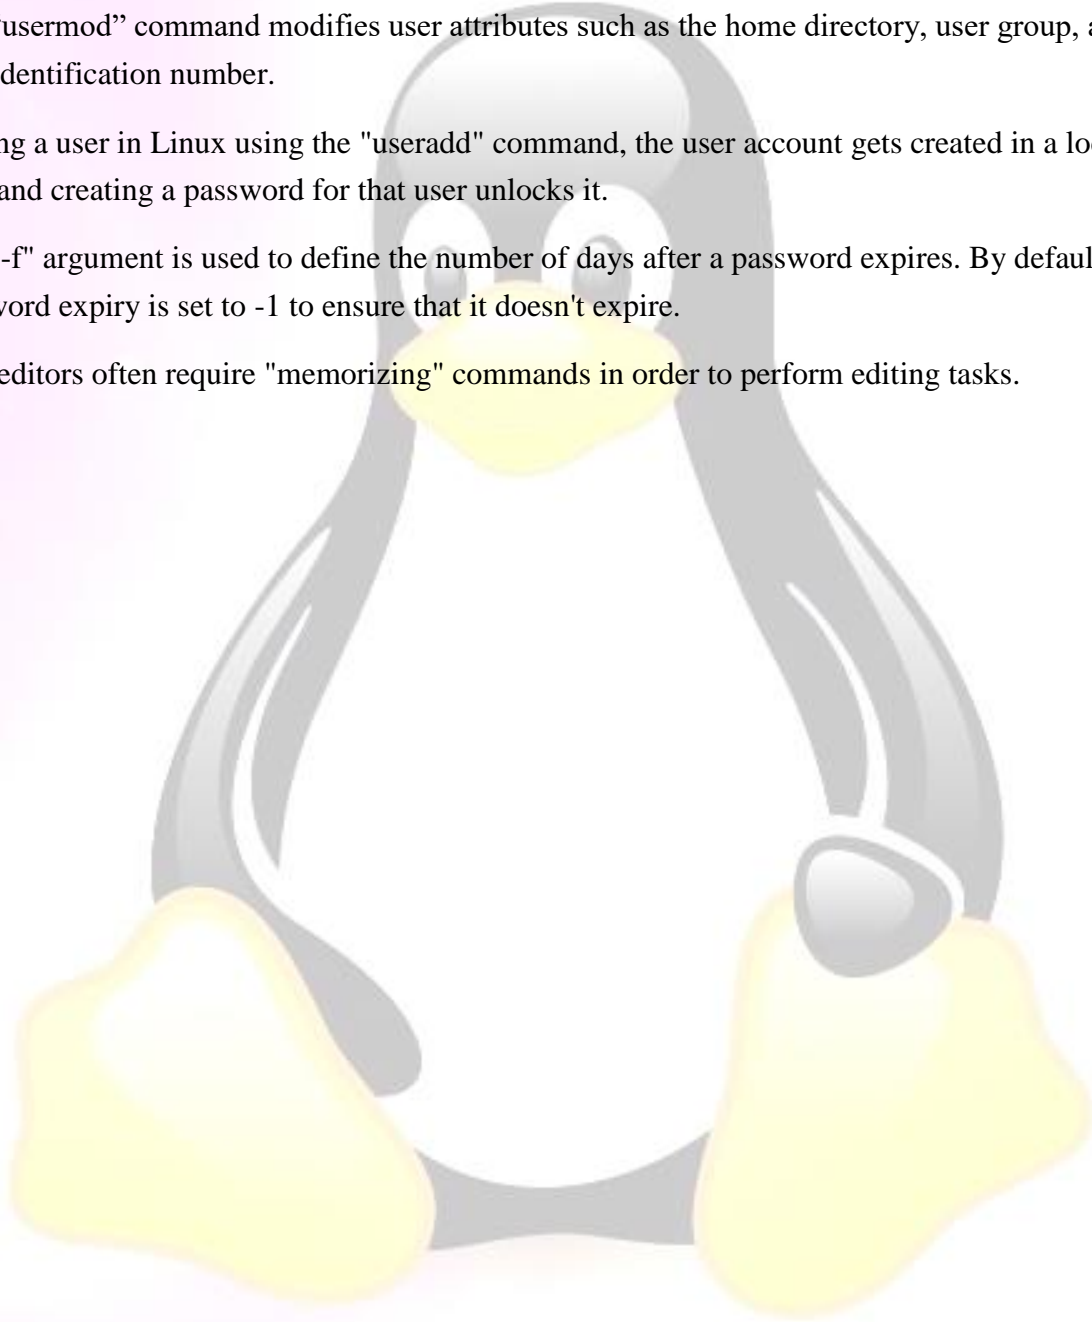 “usermod” command modifies user attributes such as the home directory, user group, a
dentification number.
ng a user in Linux using the "useradd" command, the user account gets created in a loc
and creating a password for that user unlocks it.
-f" argument is used to define the number of days after a password expires. By defaul
word expiry is set to -1 to ensure that it doesn't expire.
editors often require "memorizing" commands in order to perform editing tasks.